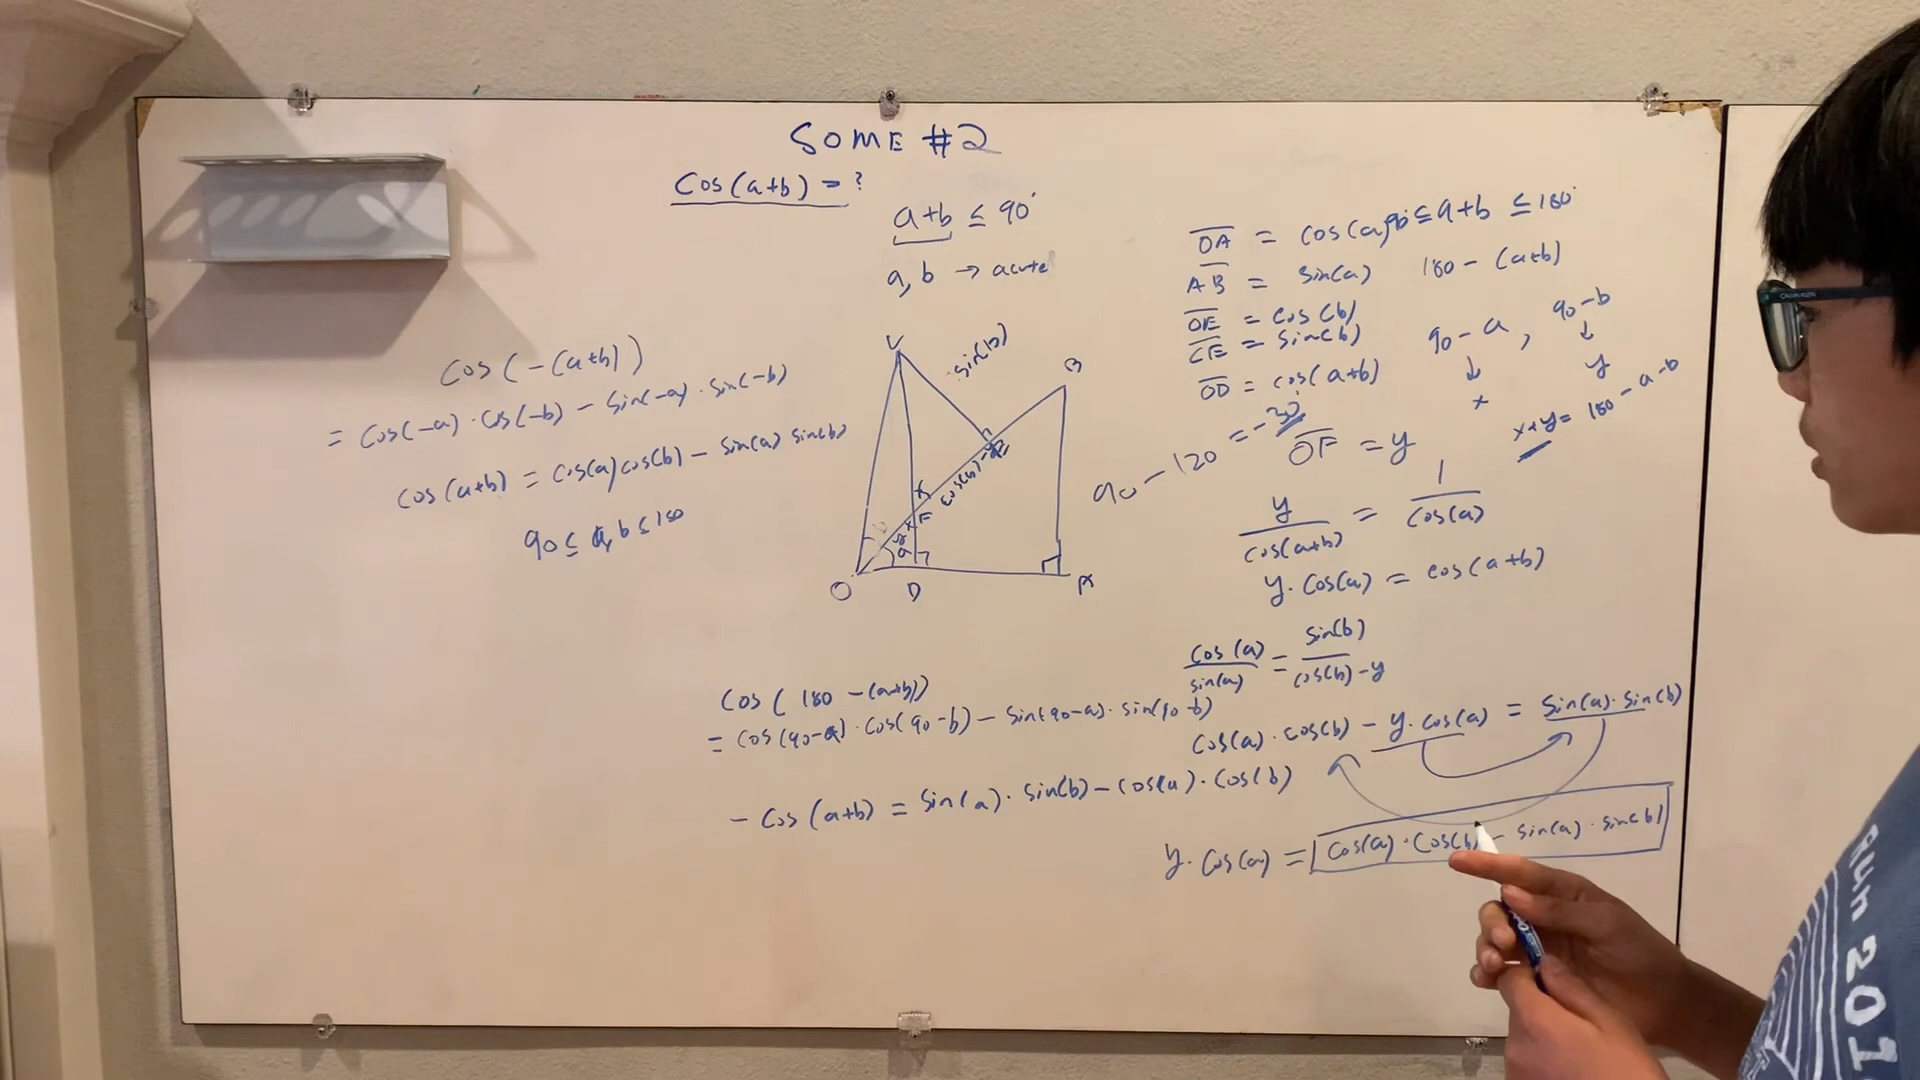 SOME #2
Cos(a+b) = ?
a+b ≤ 90°
a, b → acute
OA = cos(a)
AB = sin(a)
OE = cos(b)
CE = sin(b)
OD = cos(a+b)
90° ≤ a+b ≤ 180°
180 - (a+b)
90 - a , 90 - b
↓ ↓
x y
x+y = 180 - a - b
90 - 120 = -30°
OF = y
y / cos(a+b) = 1 / cos(a)
y · cos(a) = cos(a+b)
cos(a) / sin(a) = sin(b) / cos(b) - y
cos(a) · cos(b) - y · cos(a) = sin(a) · sin(b)
y · cos(a) = cos(a) · cos(b) - sin(a) · sin(b)
cos(-(a+b))
= cos(-a) · cos(-b) - sin(-a) · sin(-b)
cos(a+b) = cos(a)cos(b) - sin(a) sin(b)
90 ≤ a, b ≤ 180
sin(b)
B
E
cos(b) - y
F
y
a
b
O
D
A
cos(180 - (a+b))
= cos(90-a) · cos(90-b) - sin(90-a) · sin(90-b)
- cos(a+b) = sin(a) · sin(b) - cos(a) · cos(b)
Run 201